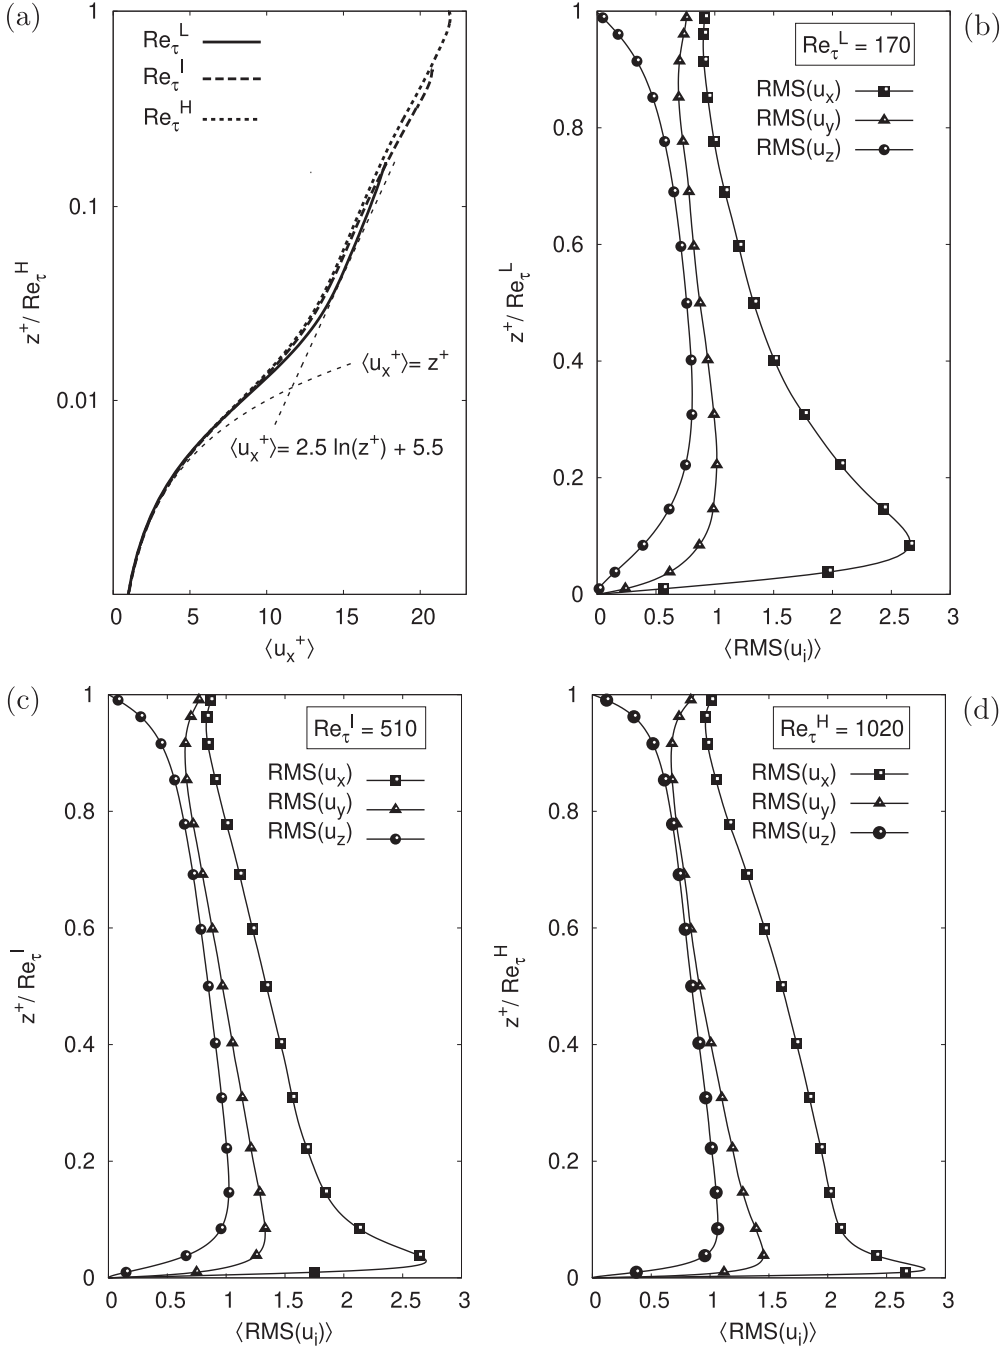 (a)
1
0.1
0.01
z⁺/ Re_τ^H
Re_τ^L
Re_τ^I
Re_τ^H
⟨u_x⁺⟩= z⁺
⟨u_x⁺⟩= 2.5 ln(z⁺) + 5.5
0 5 10 15 20
⟨u_x⁺⟩
(b)
1
0.8
0.6
0.4
0.2
0
z⁺/ Re_τ^L
Re_τ^L = 170
RMS(u_x)
RMS(u_y)
RMS(u_z)
0 0.5 1 1.5 2 2.5 3
⟨RMS(u_i)⟩
(c)
1
0.8
0.6
0.4
0.2
0
z⁺/ Re_τ^I
Re_τ^I = 510
RMS(u_x)
RMS(u_y)
RMS(u_z)
0 0.5 1 1.5 2 2.5 3
⟨RMS(u_i)⟩
(d)
1
0.8
0.6
0.4
0.2
0
z⁺/ Re_τ^H
Re_τ^H = 1020
RMS(u_x)
RMS(u_y)
RMS(u_z)
0 0.5 1 1.5 2 2.5 3
⟨RMS(u_i)⟩